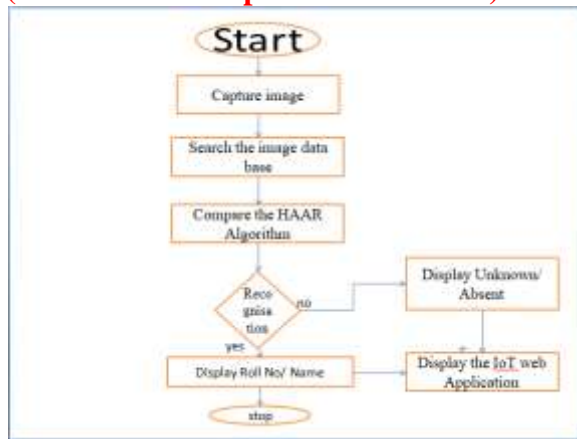 Start
Capture image
Search the image data
base
Compare the HAAR
Algorithm
Reco
gnisa
tion
no
yes
Display Unknown/
Absent
Display Roll No/ Name
Display the IoT web
Application
stop